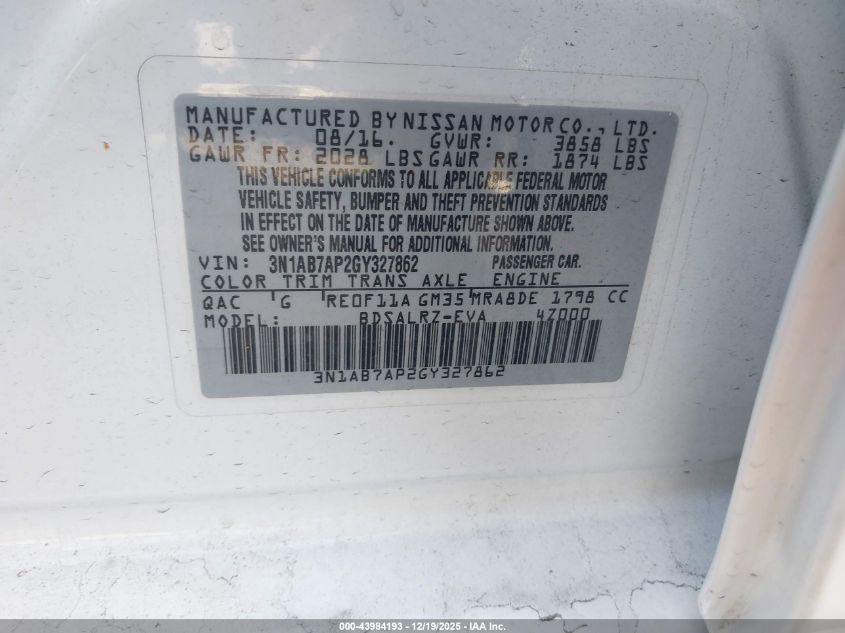 MANUFACTURED BY NISSAN MOTOR CO., LTD.
DATE: 08/16. GVWR: 3858 LBS
GAWR FR: 2028 LBS GAWR RR: 1874 LBS
THIS VEHICLE CONFORMS TO ALL APPLICABLE FEDERAL MOTOR
VEHICLE SAFETY, BUMPER AND THEFT PREVENTION STANDARDS
IN EFFECT ON THE DATE OF MANUFACTURE SHOWN ABOVE.
SEE OWNER'S MANUAL FOR ADDITIONAL INFORMATION.
VIN: 3N1AB7AP2GY327862 PASSENGER CAR.
COLOR TRIM TRANS AXLE ENGINE
QAC G RE0F11A GM35 MRA8DE 1798 CC
MODEL: BDSALRZ-EVA 4Z000
3N1AB7AP2GY327862
000-43984193 - 12/19/2025 - IAA Inc.